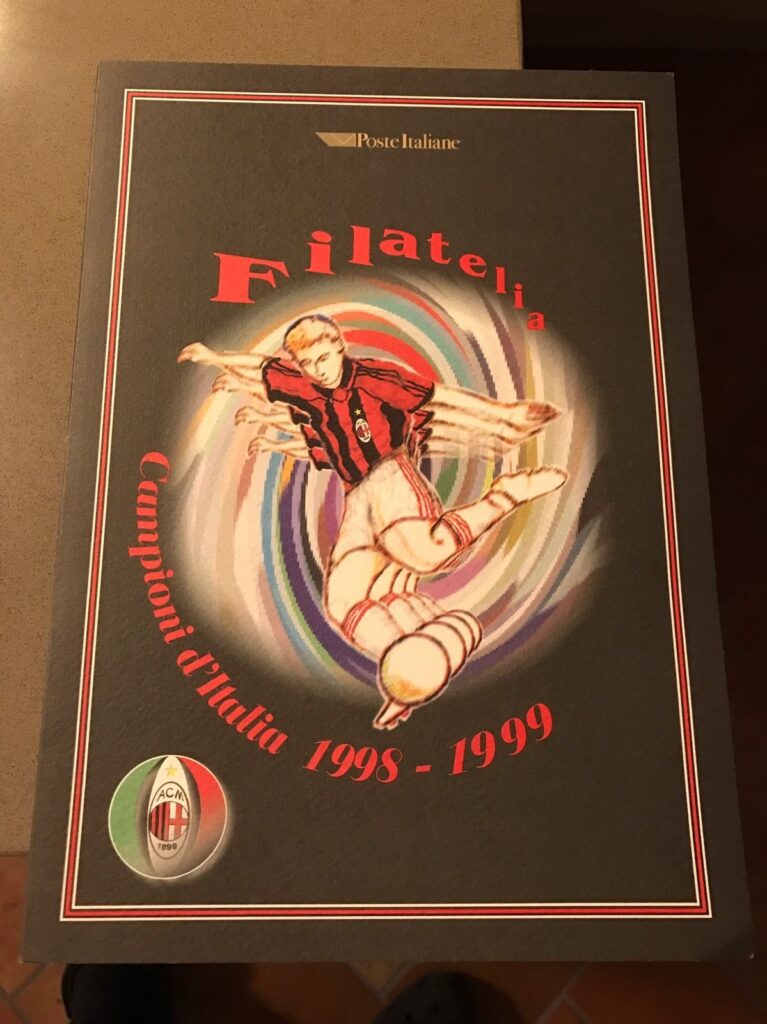 Poste Italiane
Filatelia
Campioni d'Italia 1998 - 1999
ACM
1899